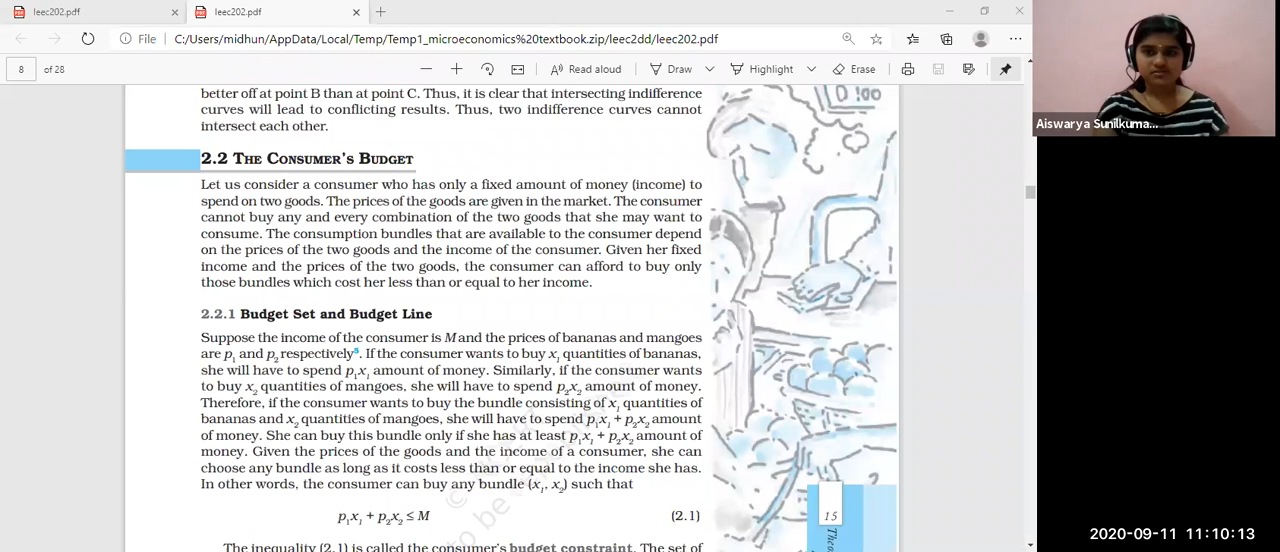 leec202.pdf
leec202.pdf
File
C:/Users/midhun/AppData/Local/Temp/Temp1_microeconomics%20textbook.zip/leec2dd/leec202.pdf
8 of 28
Read aloud
Draw
Highlight
Erase
better off at point B than at point C. Thus, it is clear that intersecting indifference
curves will lead to conflicting results. Thus, two indifference curves cannot
intersect each other.
2.2 THE CONSUMER'S BUDGET
Let us consider a consumer who has only a fixed amount of money (income) to
spend on two goods. The prices of the goods are given in the market. The consumer
cannot buy any and every combination of the two goods that she may want to
consume. The consumption bundles that are available to the consumer depend
on the prices of the two goods and the income of the consumer. Given her fixed
income and the prices of the two goods, the consumer can afford to buy only
those bundles which cost her less than or equal to her income.
2.2.1 Budget Set and Budget Line
Suppose the income of the consumer is M and the prices of bananas and mangoes
are p₁ and p₂ respectively⁵. If the consumer wants to buy x₁ quantities of bananas,
she will have to spend p₁x₁ amount of money. Similarly, if the consumer wants
to buy x₂ quantities of mangoes, she will have to spend p₂x₂ amount of money.
Therefore, if the consumer wants to buy the bundle consisting of x₁ quantities of
bananas and x₂ quantities of mangoes, she will have to spend p₁x₁ + p₂x₂ amount
of money. She can buy this bundle only if she has at least p₁x₁ + p₂x₂ amount of
money. Given the prices of the goods and the income of a consumer, she can
choose any bundle as long as it costs less than or equal to the income she has.
In other words, the consumer can buy any bundle (x₁, x₂) such that
p₁x₁ + p₂x₂ ≤ M (2.1)
The inequality (2.1) is called the consumer's budget constraint. The set of
15
Aiswarya Sunilkuma...
2020-09-11 11:10:13